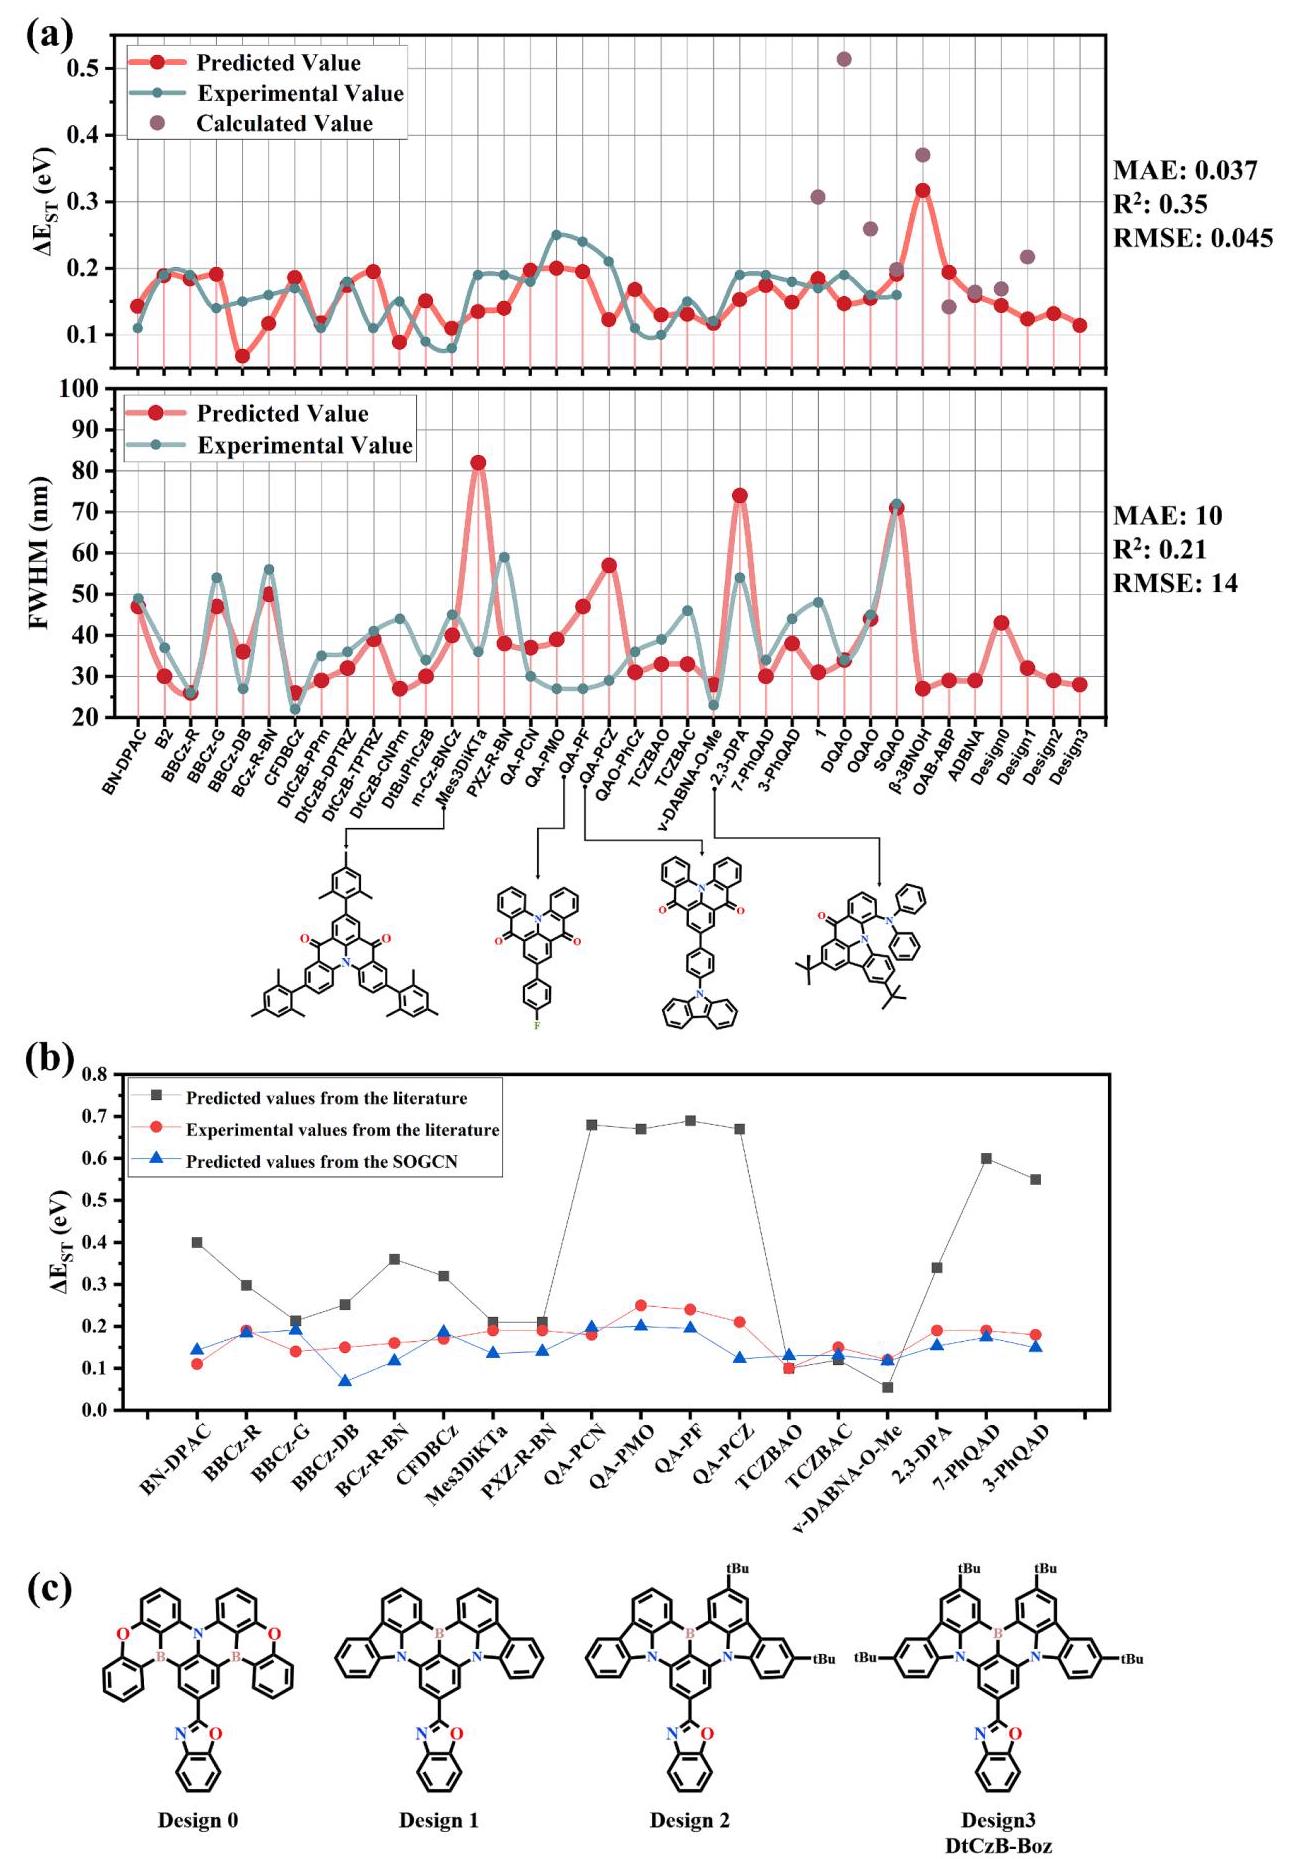 (a)
Predicted Value
Experimental Value
Calculated Value
0.5
0.4
0.3
0.2
0.1
ΔE_ST (eV)
MAE: 0.037
R²: 0.35
RMSE: 0.045
Predicted Value
Experimental Value
100
90
80
70
60
50
40
30
20
FWHM (nm)
MAE: 10
R²: 0.21
RMSE: 14
BN-DPAC
B2
BBCz-R
BBCz-G
BBCz-DB
BCz-R-BN
CFDBCz
DtCzB-PPm
DtCzB-DPTRZ
DtCzB-TPTRZ
DtCzB-CNPm
DtBuPhCzB
m-Cz-BNCz
Mes3DiKTa
PXZ-R-BN
QA-PCN
QA-PMO
QA-PF
QA-PCZ
QAO-PhCz
TCZBAO
TCZBAC
v-DABNA-O-Me
2,3-DPA
7-PhQAD
3-PhQAD
1
DQAO
OQAO
SQAO
β-3BNOH
OAB-ABP
ADBNA
Design0
Design1
Design2
Design3
O O
N
N
O O
F
N
O O
N
O
N
N
(b)
Predicted values from the literature
Experimental values from the literature
Predicted values from the SOGCN
0.8
0.7
0.6
0.5
0.4
0.3
0.2
0.1
0.0
ΔE_ST (eV)
BN-DPAC
BBCz-R
BBCz-G
BBCz-DB
BCz-R-BN
CFDBCz
Mes3DiKTa
PXZ-R-BN
QA-PCN
QA-PMO
QA-PF
QA-PCZ
TCZBAO
TCZBAC
v-DABNA-O-Me
2,3-DPA
7-PhQAD
3-PhQAD
(c)
O N O
B B
N O
Design 0
B
N N
N O
Design 1
tBu
B
N N tBu
N O
Design 2
tBu tBu
B
tBu N N tBu
N O
Design3
DtCzB-Boz